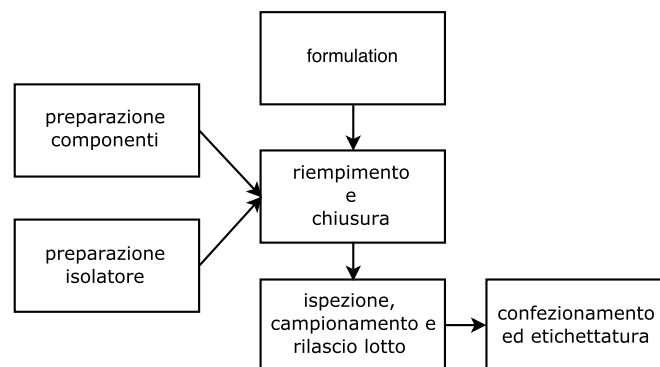 formulation
preparazione
componenti
riempimento
e
chiusura
preparazione
isolatore
ispezione,
campionamento e
rilascio lotto
confezionamento
ed etichettatura